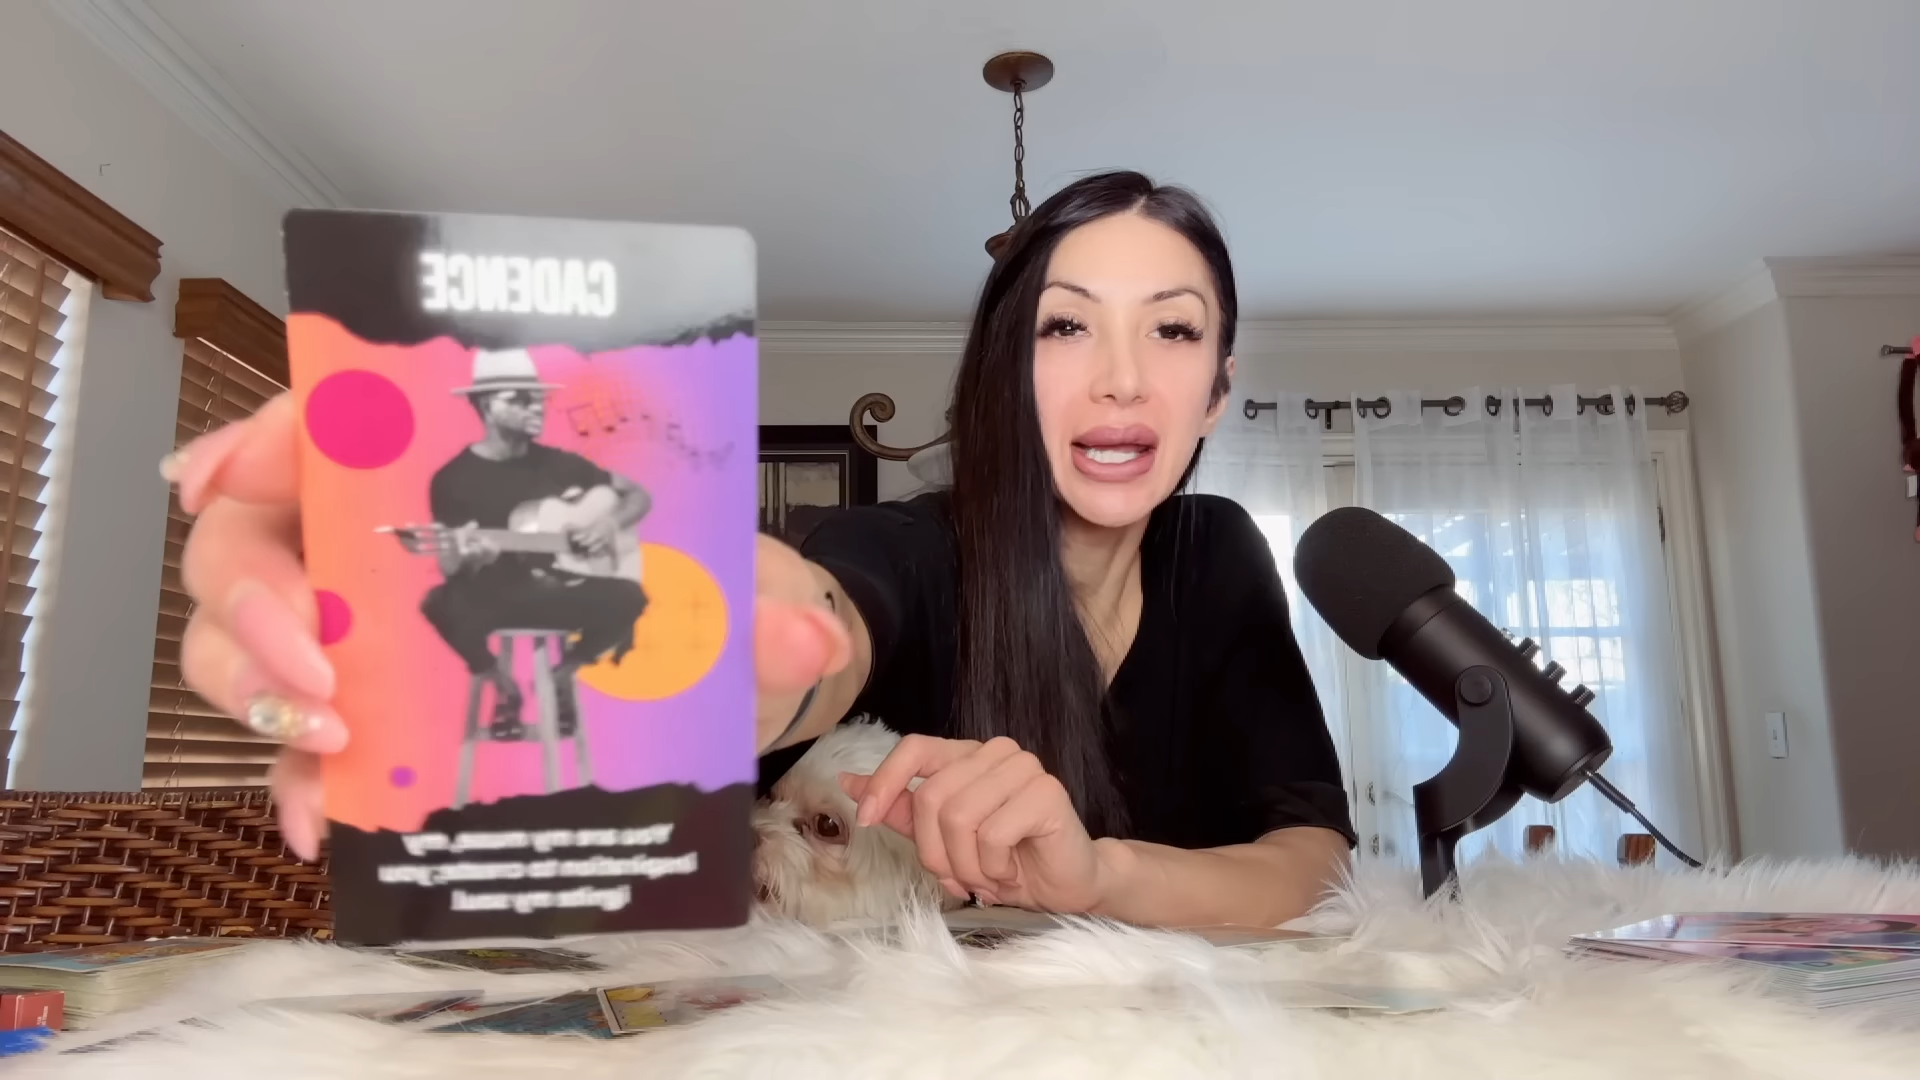 CADENCE
You are my muse, my
inspiration to create, you
ignite my soul